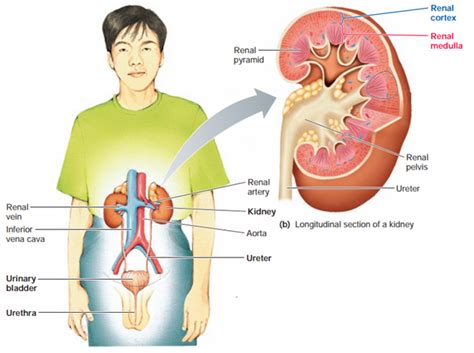 Renal
cortex
Renal
medulla
Renal
pyramid
Renal
pelvis
Ureter
(b) Longitudinal section of a kidney
Renal
artery
Kidney
Aorta
Ureter
Renal
vein
Inferior
vena cava
Urinary
bladder
Urethra